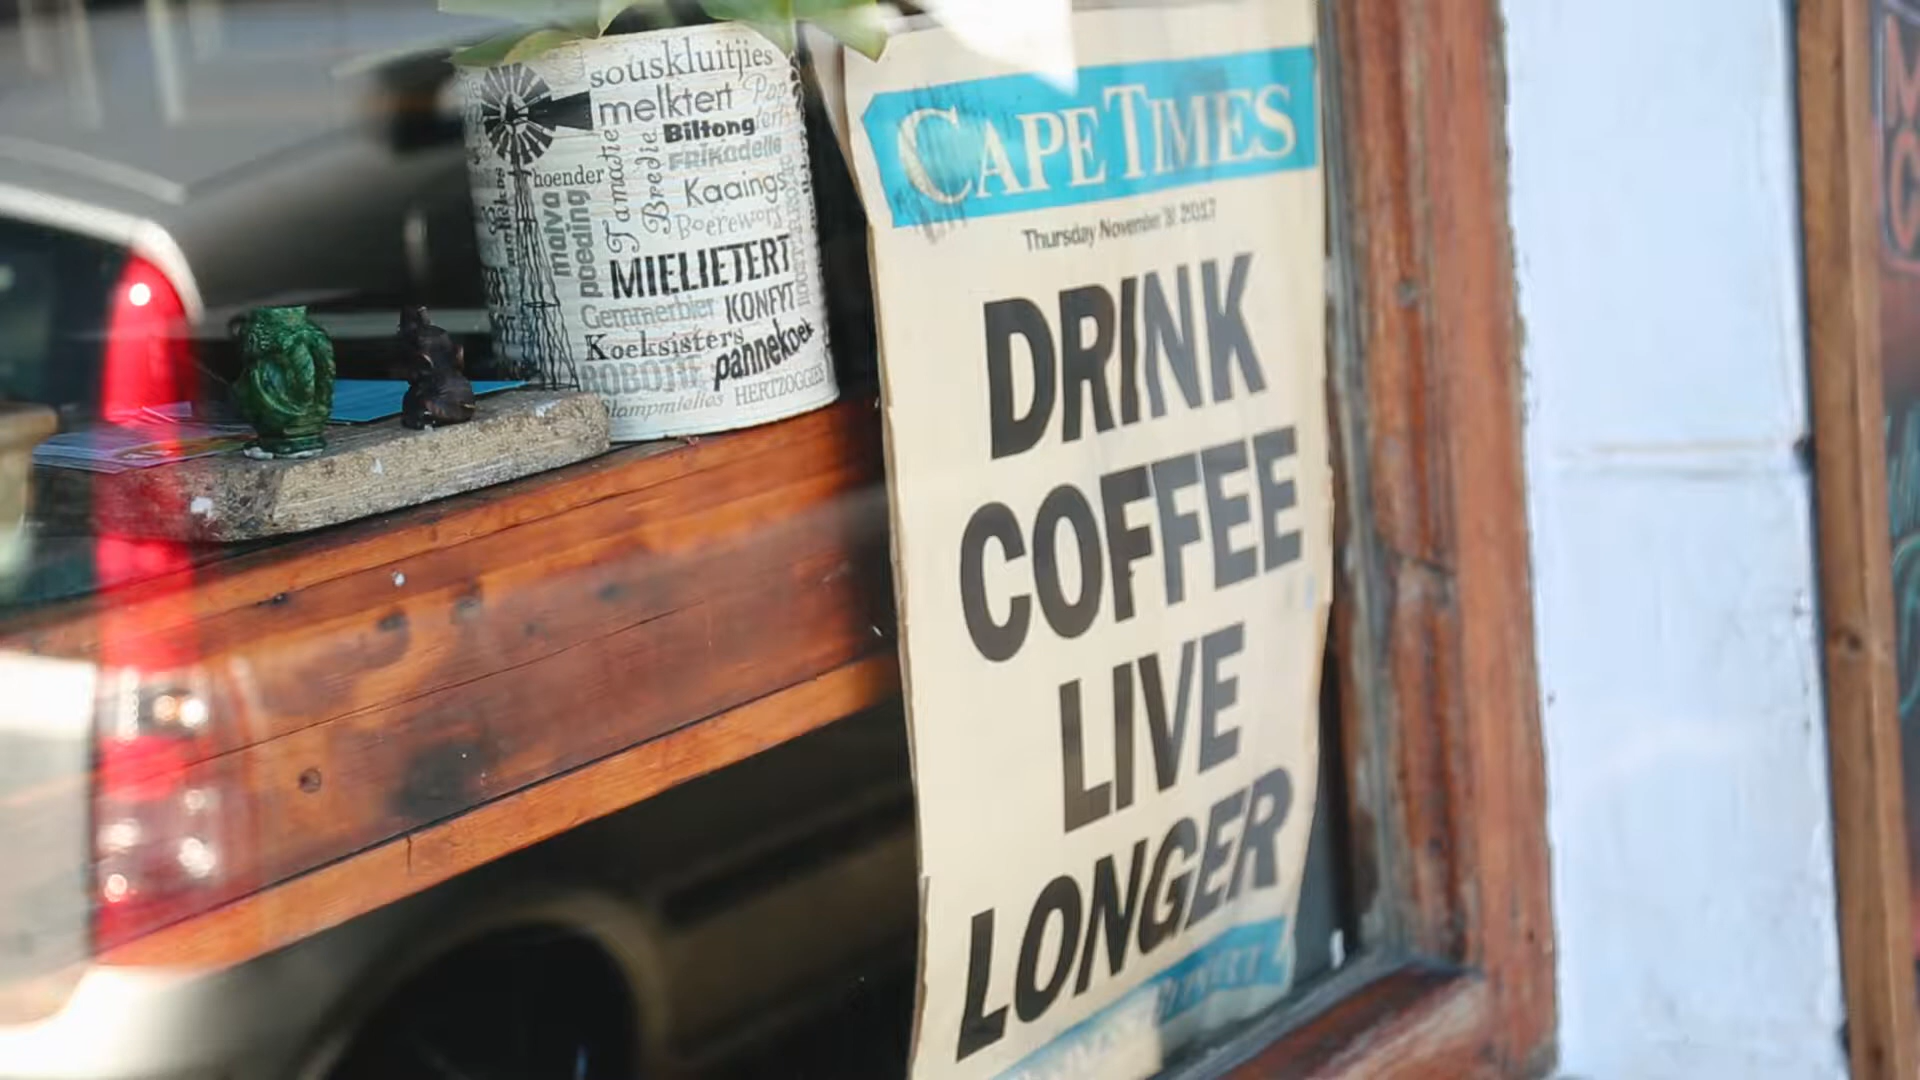 souskluitjies
melktert
Biltong
Frikadelle
hoender
Tamatie
Bredie
Kaaings
malva
poeding
Boerewors
MIELIETERT
Gemmerbier
KONFYT
Koeksisters
pannekoek
BOBOTIE
Stampmielies
HERTZOGGIES
CAPE TIMES
Thursday November 2017
DRINK
COFFEE
LIVE
LONGER